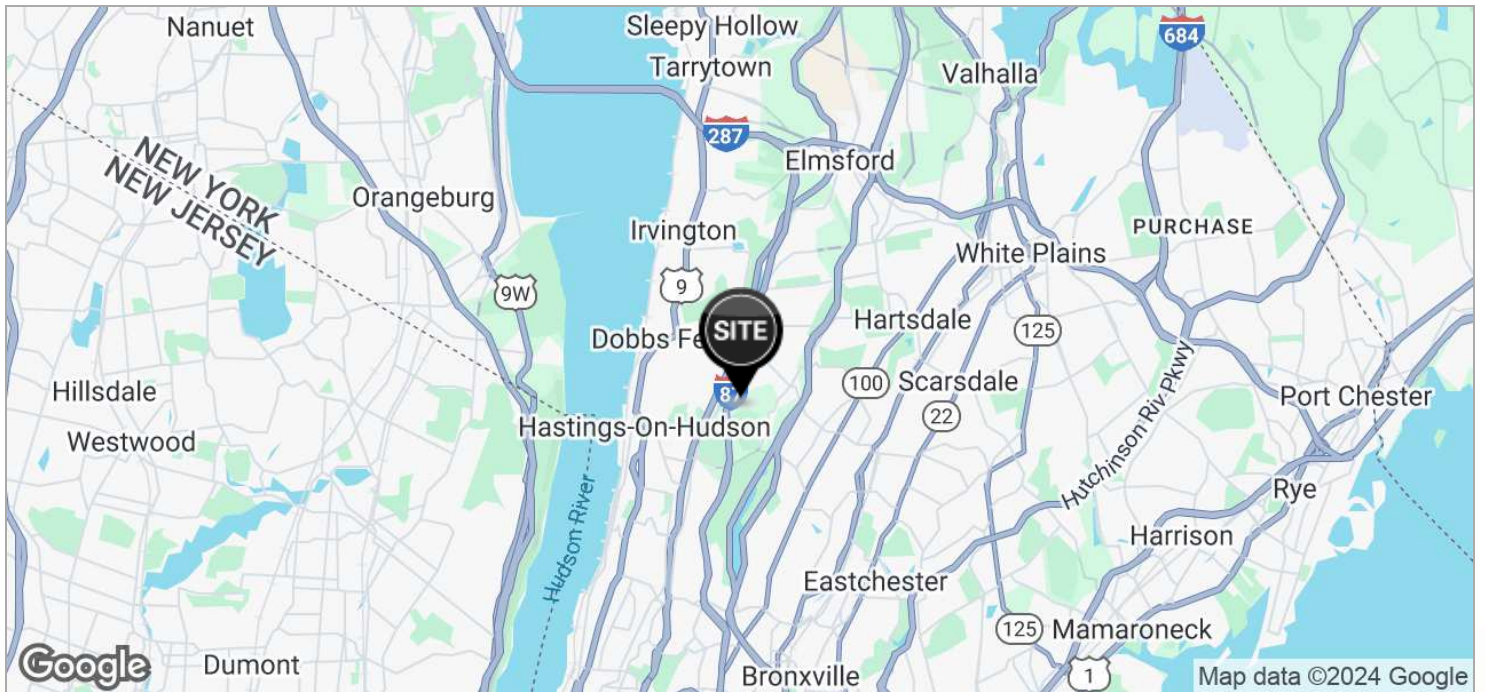 Nanuet
Sleepy Hollow
Tarrytown
684
Valhalla
287
Elmsford
NEW YORK
NEW JERSEY
Orangeburg
Irvington
PURCHASE
White Plains
9W
9
SITE
Dobbs Fe
Hartsdale
125
87
100
Scarsdale
22
Hillsdale
Hutchinson Riv Pkwy
Port Chester
Hastings-On-Hudson
Westwood
Rye
Hudson River
Harrison
Eastchester
125
Mamaroneck
Google
Dumont
Bronxville
1
Map data ©2024 Google